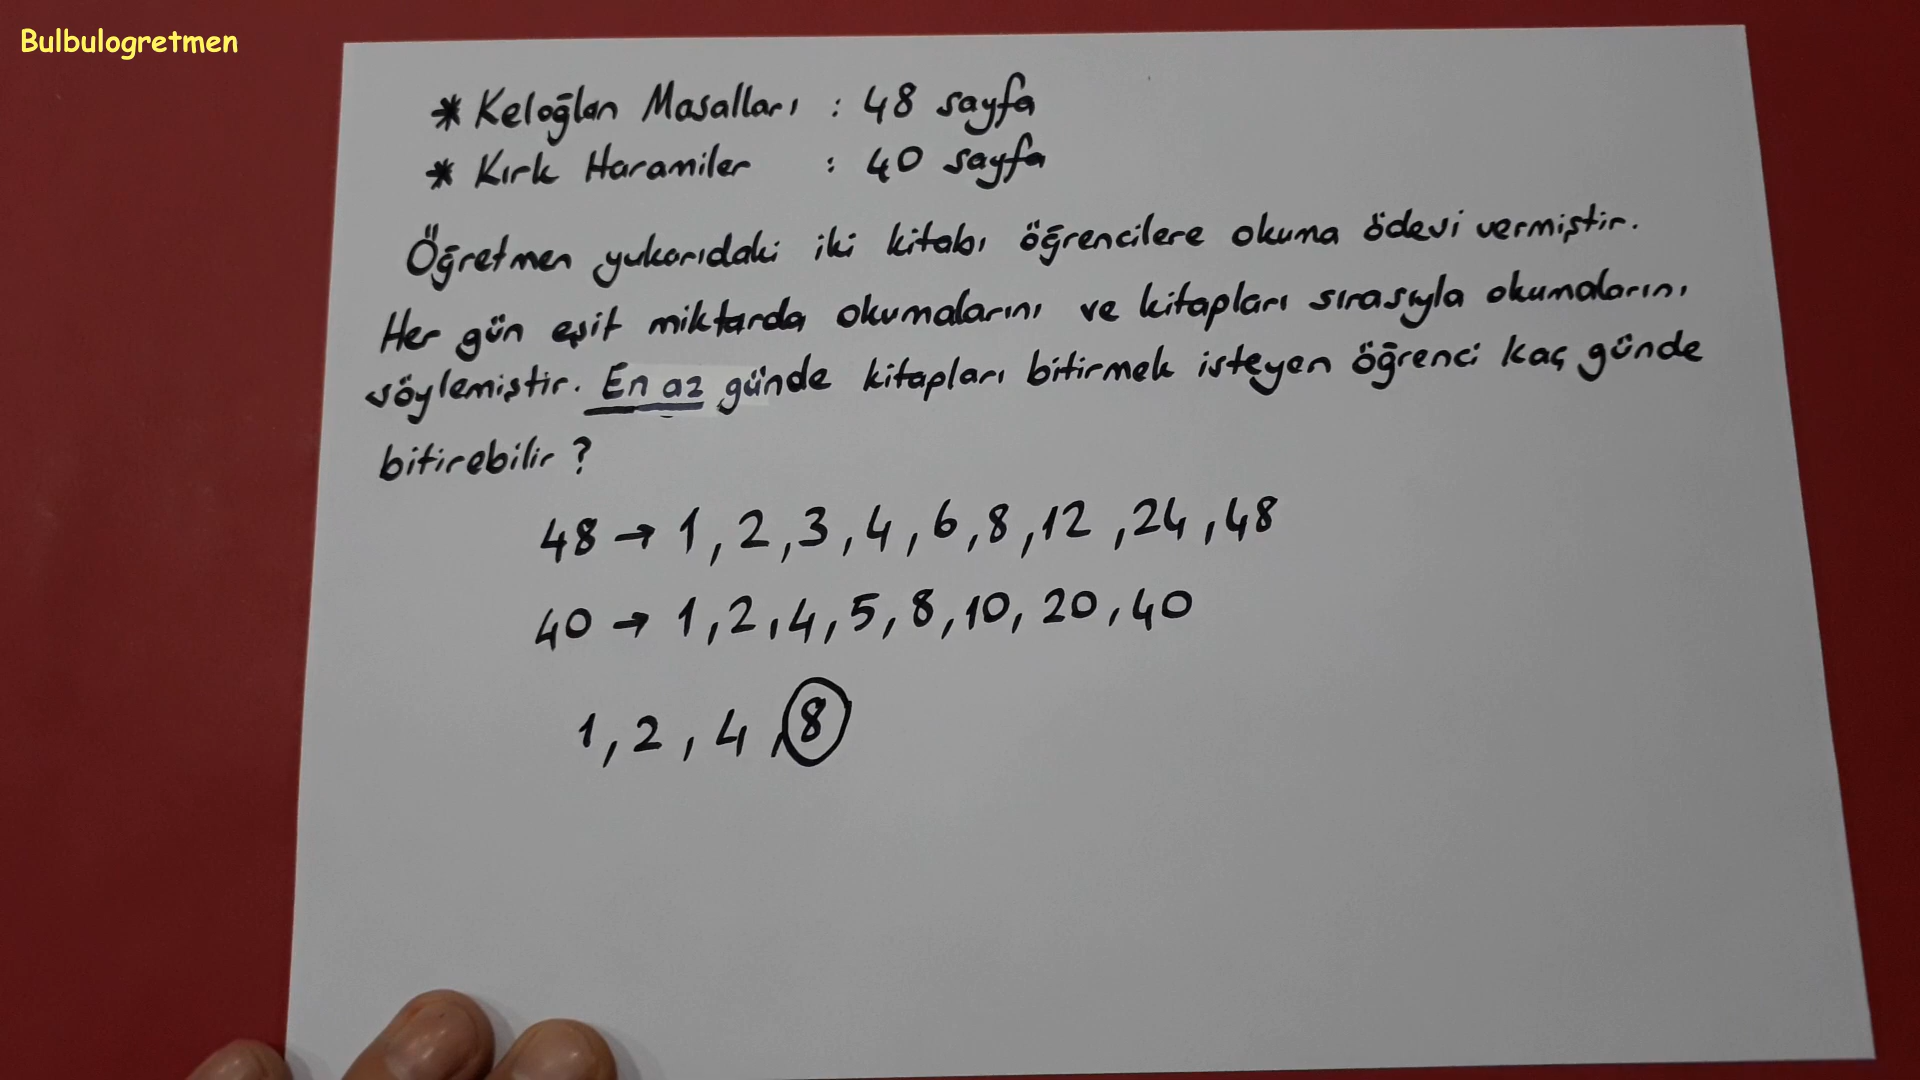 Bulbulogretmen
* Keloğlan Masalları : 48 sayfa
* Kırk Haramiler : 40 sayfa
Öğretmen yukarıdaki iki kitabı öğrencilere okuma ödevi vermiştir.
Her gün eşit miktarda okumalarını ve kitapları sırasıyla okumalarını
söylemiştir. En az günde kitapları bitirmek isteyen öğrenci kaç günde
bitirebilir ?
48 → 1, 2, 3, 4, 6, 8, 12, 24, 48
40 → 1, 2, 4, 5, 8, 10, 20, 40
1, 2, 4, 8